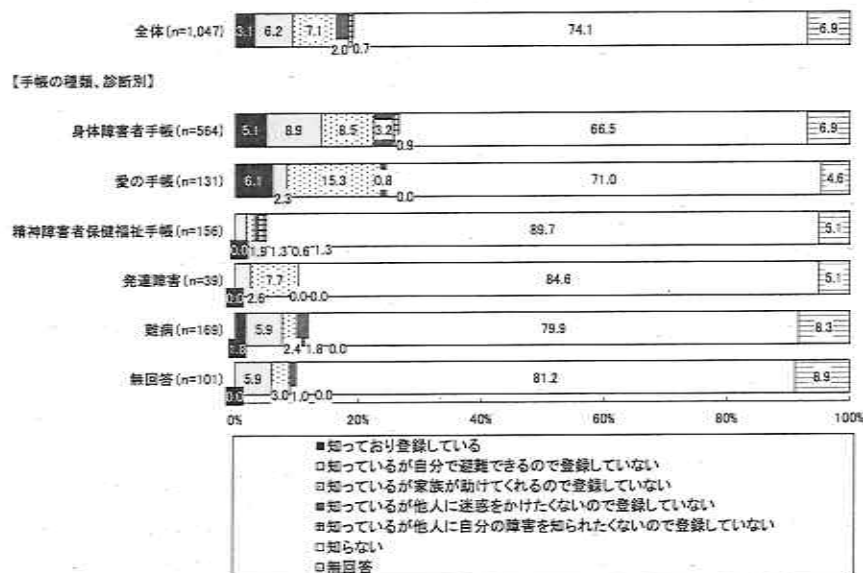 全体(n=1,047) 3.1 6.2 7.1 2.0 0.7 74.1 6.9
【手帳の種類、診断別】
身体障害者手帳(n=564) 5.1 8.9 8.5 3.2 0.9 66.5 6.9
愛の手帳(n=131) 6.1 2.3 15.3 0.8 0.0 71.0 4.6
精神障害者保健福祉手帳(n=156) 0.0 1.9 1.3 0.6 1.3 89.7 5.1
発達障害(n=39) 0.0 2.6 7.7 0.0 0.0 84.6 5.1
難病(n=169) 1.8 5.9 2.4 1.8 0.0 79.9 8.3
無回答(n=101) 0.0 5.9 3.0 1.0 0.0 81.2 8.9
0% 20% 40% 60% 80% 100%
知っており登録している
知っているが自分で避難できるので登録していない
知っているが家族が助けてくれるので登録していない
知っているが他人に迷惑をかけたくないので登録していない
知っているが他人に自分の障害を知られたくないので登録していない
知らない
無回答